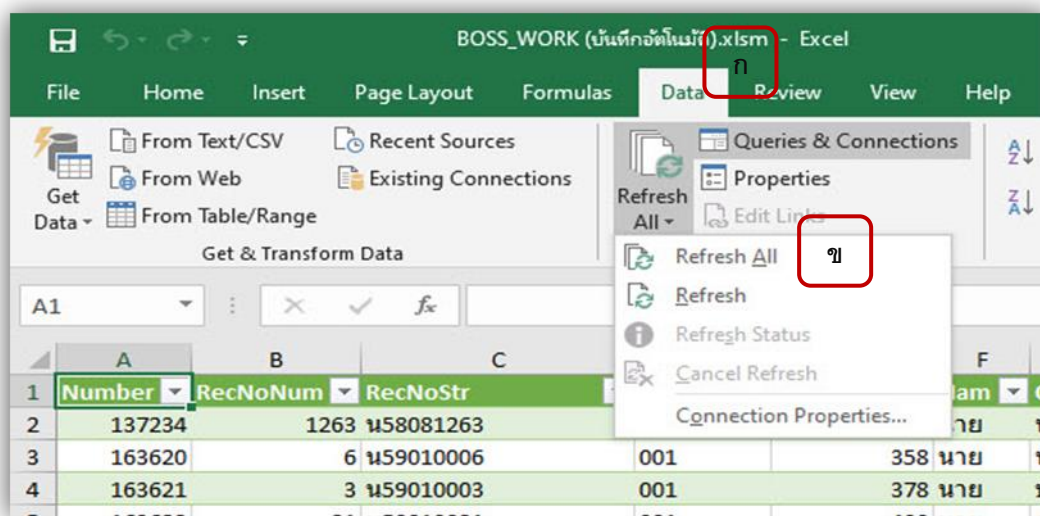 BOSS_WORK (บันทึกอัตโนมัติ).xlsm - Excel
ก
File Home Insert Page Layout Formulas Data Review View Help
From Text/CSV Recent Sources Queries & Connections
From Web Existing Connections Properties
From Table/Range Edit Links
Get Data
Refresh All
Get & Transform Data
Refresh All ข
Refresh
Refresh Status
Cancel Refresh
Connection Properties...
A1 fx
A B C F
1 Number RecNoNum RecNoStr
2 137234 1263 น58081263 นาย
3 163620 6 น59010006 001 358 นาย
4 163621 3 น59010003 001 378 นาย